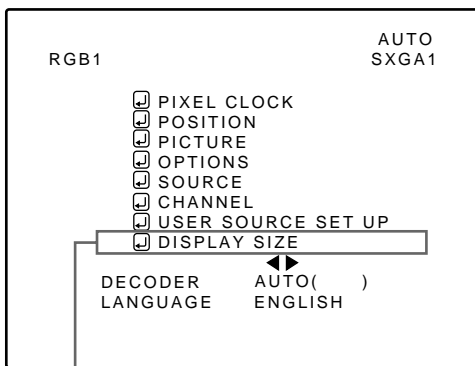 AUTO
RGB1 SXGA1
PIXEL CLOCK
POSITION
PICTURE
OPTIONS
SOURCE
CHANNEL
USER SOURCE SET UP
DISPLAY SIZE
DECODER AUTO( )
LANGUAGE ENGLISH